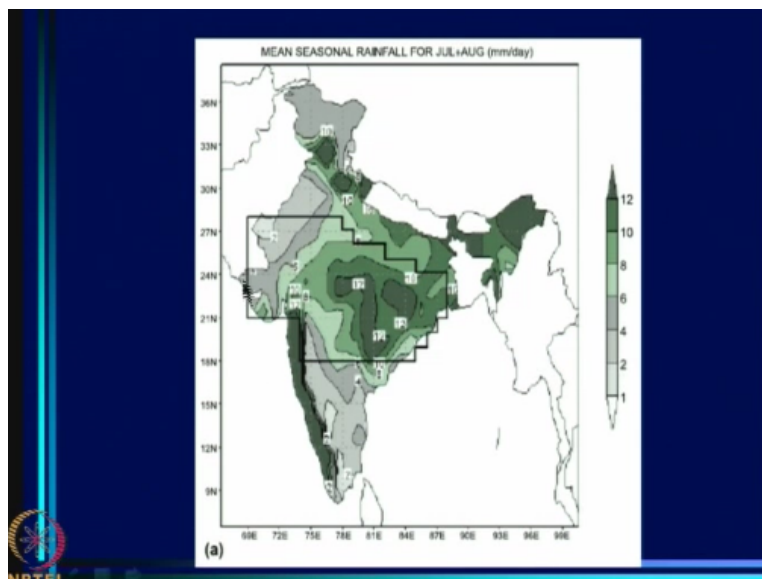 MEAN SEASONAL RAINFALL FOR JUL+AUG (mm/day)
36N
33N
30N
27N
24N
21N
18N
15N
12N
9N
69E 72E 75E 78E 81E 84E 87E 90E 93E 96E 99E
12
10
8
6
4
2
1
(a)
NPTEL